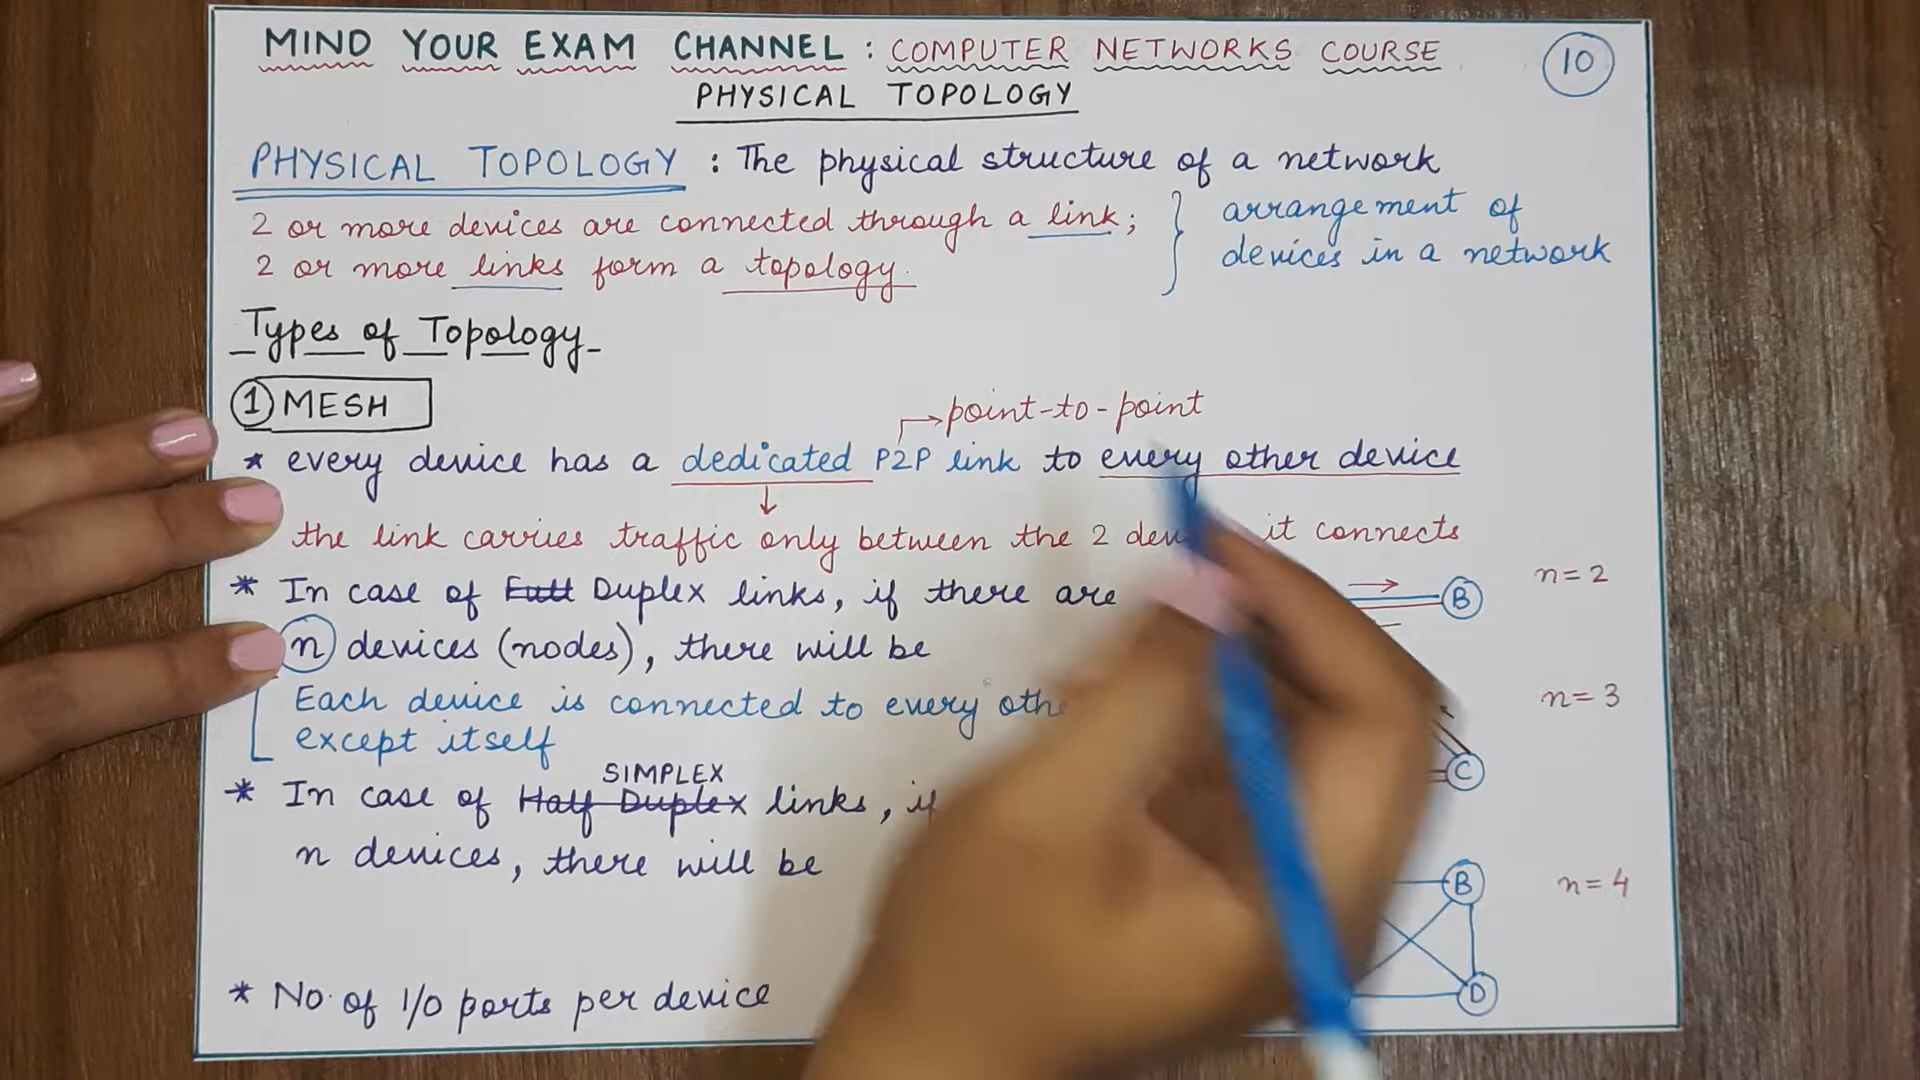 MIND YOUR EXAM CHANNEL : COMPUTER NETWORKS COURSE
10
PHYSICAL TOPOLOGY
PHYSICAL TOPOLOGY : The physical structure of a network
2 or more devices are connected through a link;
2 or more links form a topology.
arrangement of
devices in a network
Types of Topology
1 MESH
point-to-point
* every device has a dedicated P2P link to every other device
the link carries traffic only between the 2 it connects
* In case of Full Duplex links, if there are
n devices (nodes), there will be
B
n=2
Each device is connected to every
except itself
n=3
C
SIMPLEX
* In case of Half Duplex links, if
n devices, there will be
B
n=4
D
* No. of I/O ports per device